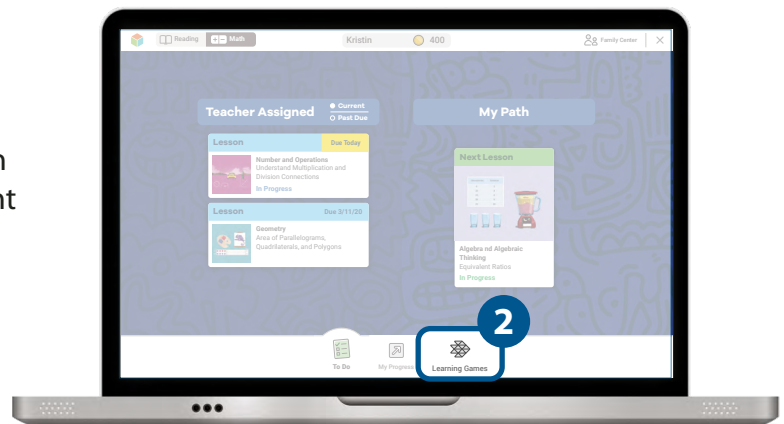 Reading
Math
Kristin
400
Family Center
Teacher Assigned
Current
Past Due
My Path
Lesson
Due Today
Number and Operations
Understand Multiplication and
Division Connections
In Progress
Lesson
Due 3/11/20
Geometry
Area of Parallelograms,
Quadrilaterals, and Polygons
Next Lesson
Algebra nd Algebraic
Thinking
Equivalent Ratios
In Progress
2
To Do
My Progress
Learning Games